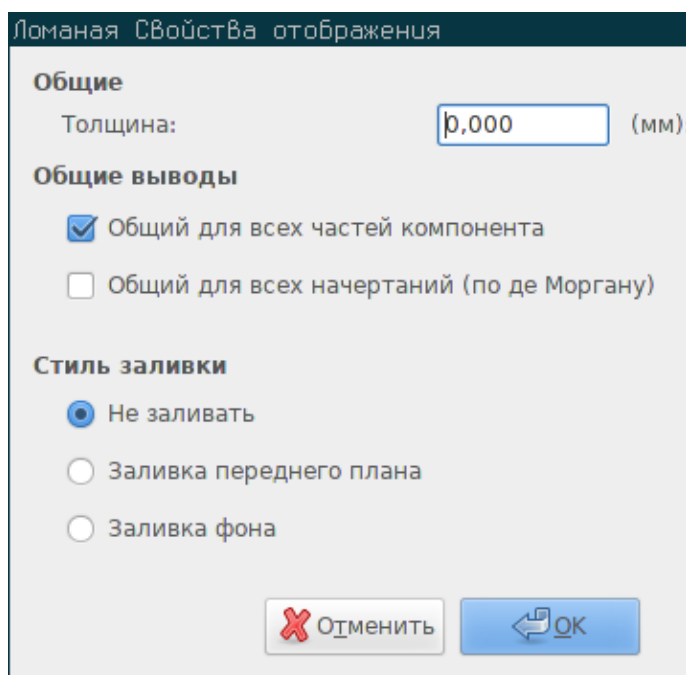 Ломаная Свойства отображения
Общие
Толщина: 0,000 (мм)
Общие выводы
Общий для всех частей компонента
Общий для всех начертаний (по де Моргану)
Стиль заливки
Не заливать
Заливка переднего плана
Заливка фона
Отменить OK